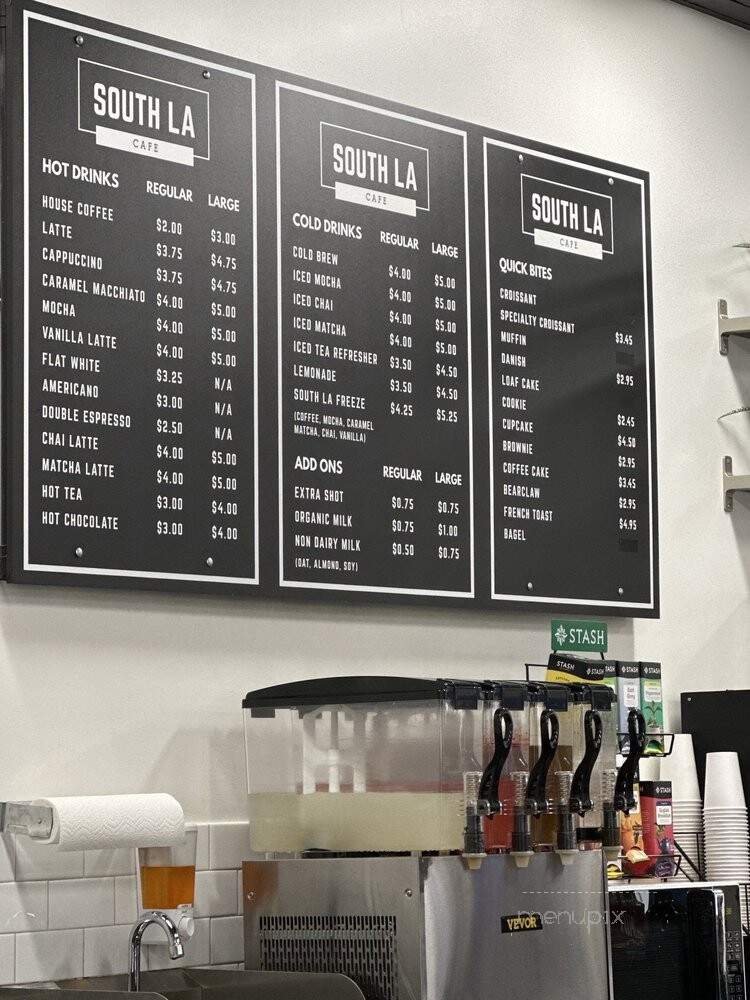 SOUTH LA
CAFE
HOT DRINKS REGULAR LARGE
HOUSE COFFEE $2.00 $3.00
LATTE $3.75 $4.75
CAPPUCCINO $3.75 $4.75
CARAMEL MACCHIATO $4.00 $5.00
MOCHA $4.00 $5.00
VANILLA LATTE $4.00 $5.00
FLAT WHITE $3.25 N/A
AMERICANO $3.00 N/A
DOUBLE ESPRESSO $2.50 N/A
CHAI LATTE $4.00 $5.00
MATCHA LATTE $4.00 $5.00
HOT TEA $3.00 $4.00
HOT CHOCOLATE $3.00 $4.00
SOUTH LA
CAFE
COLD DRINKS REGULAR LARGE
COLD BREW $4.00 $5.00
ICED MOCHA $4.00 $5.00
ICED CHAI $4.00 $5.00
ICED MATCHA $4.00 $5.00
ICED TEA REFRESHER $3.50 $4.50
LEMONADE $3.50 $4.50
SOUTH LA FREEZE $4.25 $5.25
(COFFEE, MOCHA, CARAMEL
MATCHA, CHAI, VANILLA)
ADD ONS REGULAR LARGE
EXTRA SHOT $0.75 $0.75
ORGANIC MILK $0.75 $1.00
NON DAIRY MILK $0.50 $0.75
(OAT, ALMOND, SOY)
SOUTH LA
CAFE
QUICK BITES
CROISSANT
SPECIALTY CROISSANT
MUFFIN
DANISH
LOAF CAKE
COOKIE
CUPCAKE
BROWNIE
COFFEE CAKE
BEARCLAW
FRENCH TOAST
BAGEL
$3.45
$2.95
$2.45
$4.50
$2.95
$3.45
$2.95
$4.95
STASH
STASH
STASH
STASH
STASH
STASH
VEVOR
menupix